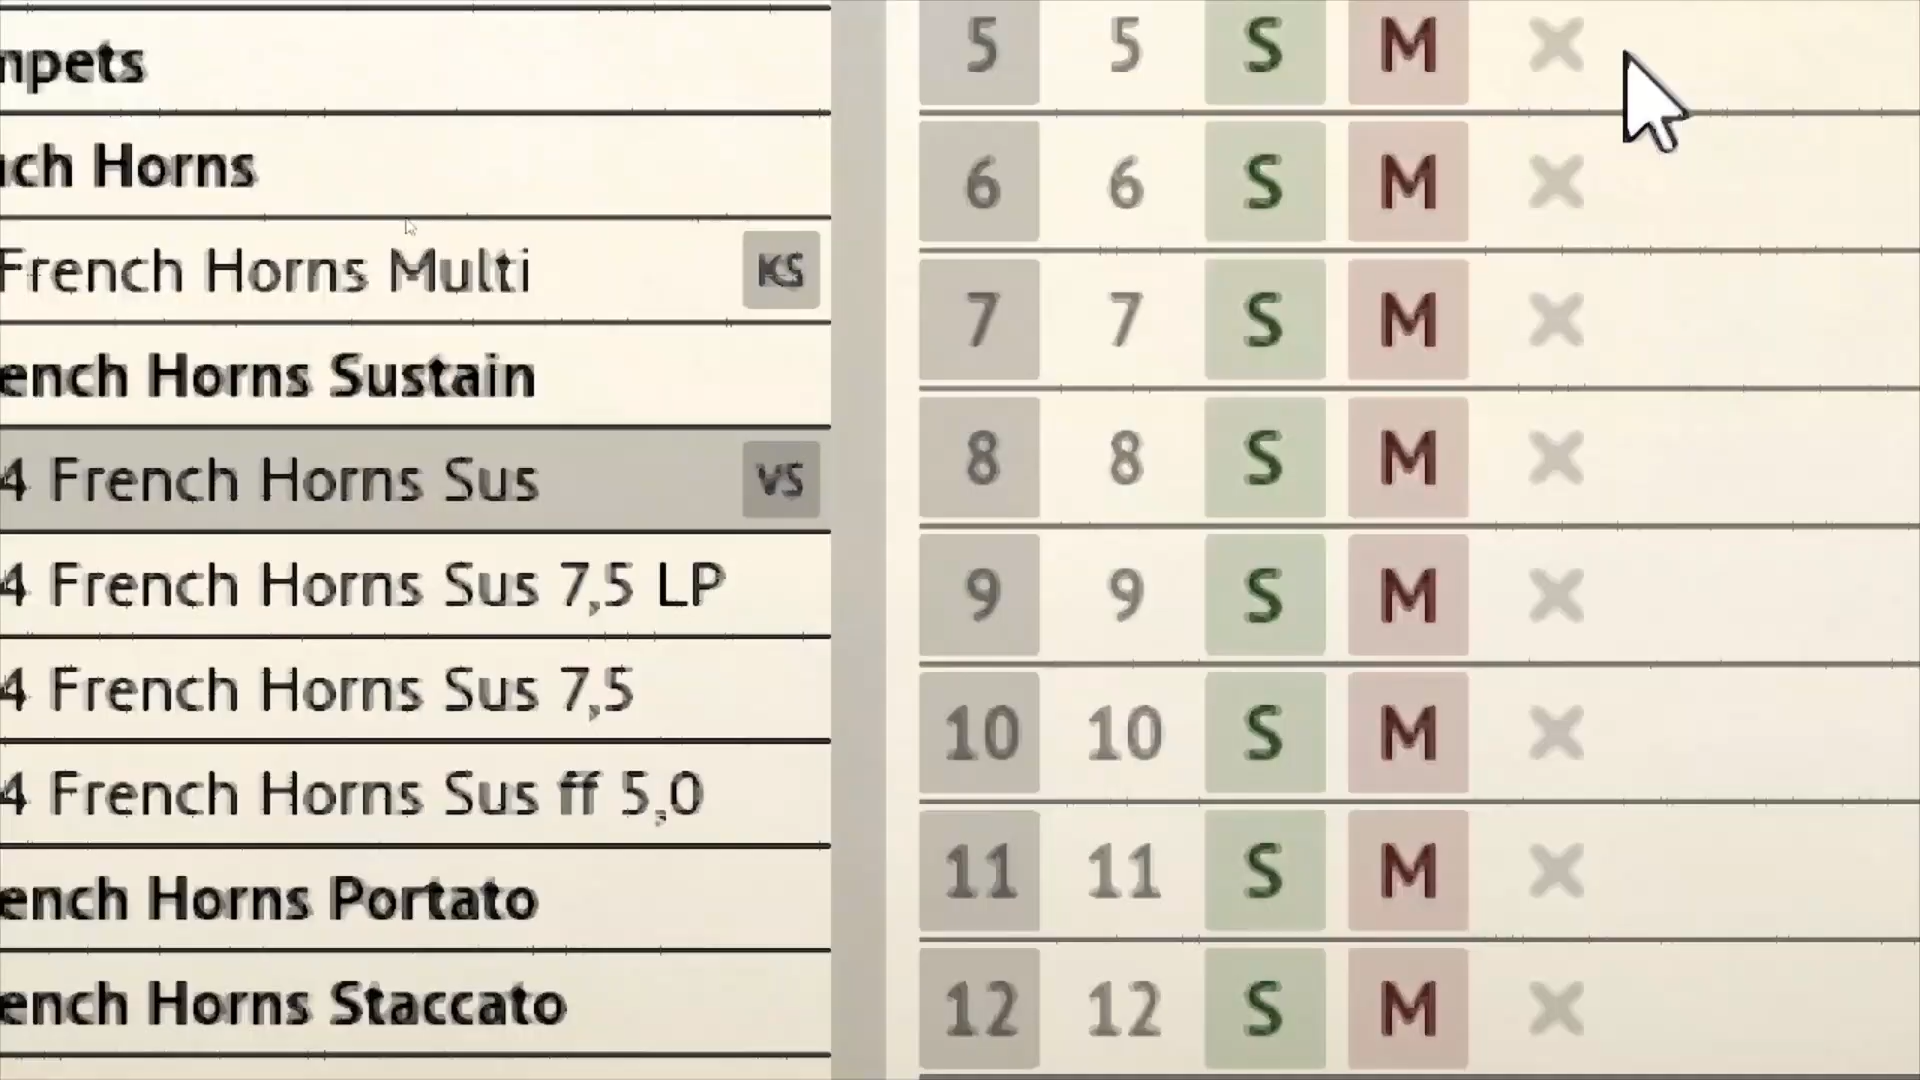 mpets
nch Horns
French Horns Multi KS
ench Horns Sustain
4 French Horns Sus VS
4 French Horns Sus 7,5 LP
4 French Horns Sus 7,5
4 French Horns Sus ff 5,0
ench Horns Portato
ench Horns Staccato
5 5 S M
6 6 S M
7 7 S M
8 8 S M
9 9 S M
10 10 S M
11 11 S M
12 12 S M